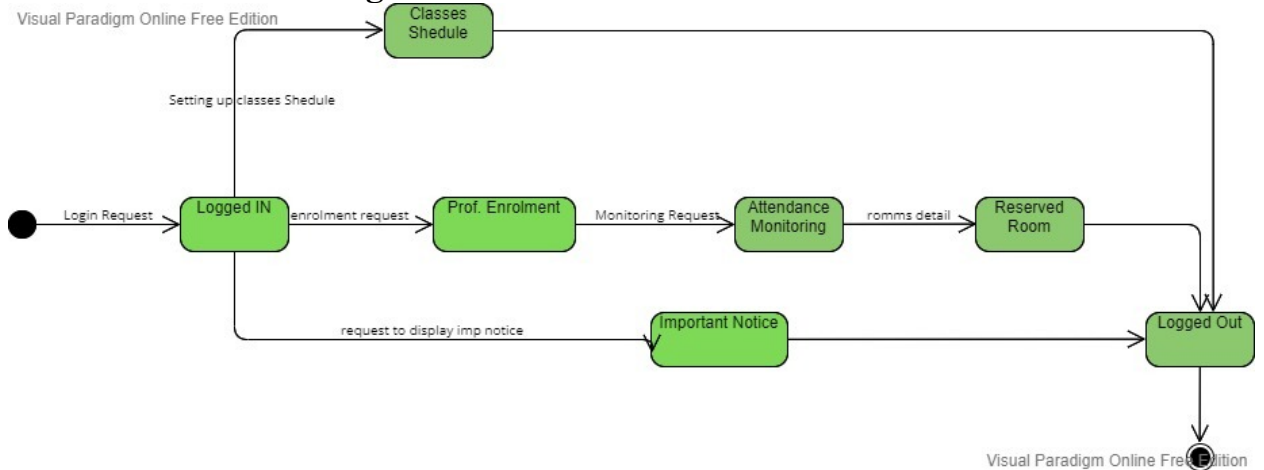 Visual Paradigm Online Free Edition
Classes
Shedule
Setting up classes Shedule
Login Request
Logged IN
enrolment request
Prof. Enrolment
Monitoring Request
Attendance
Monitoring
romms detail
Reserved
Room
request to display imp notice
Important Notice
Logged Out
Visual Paradigm Online Free Edition